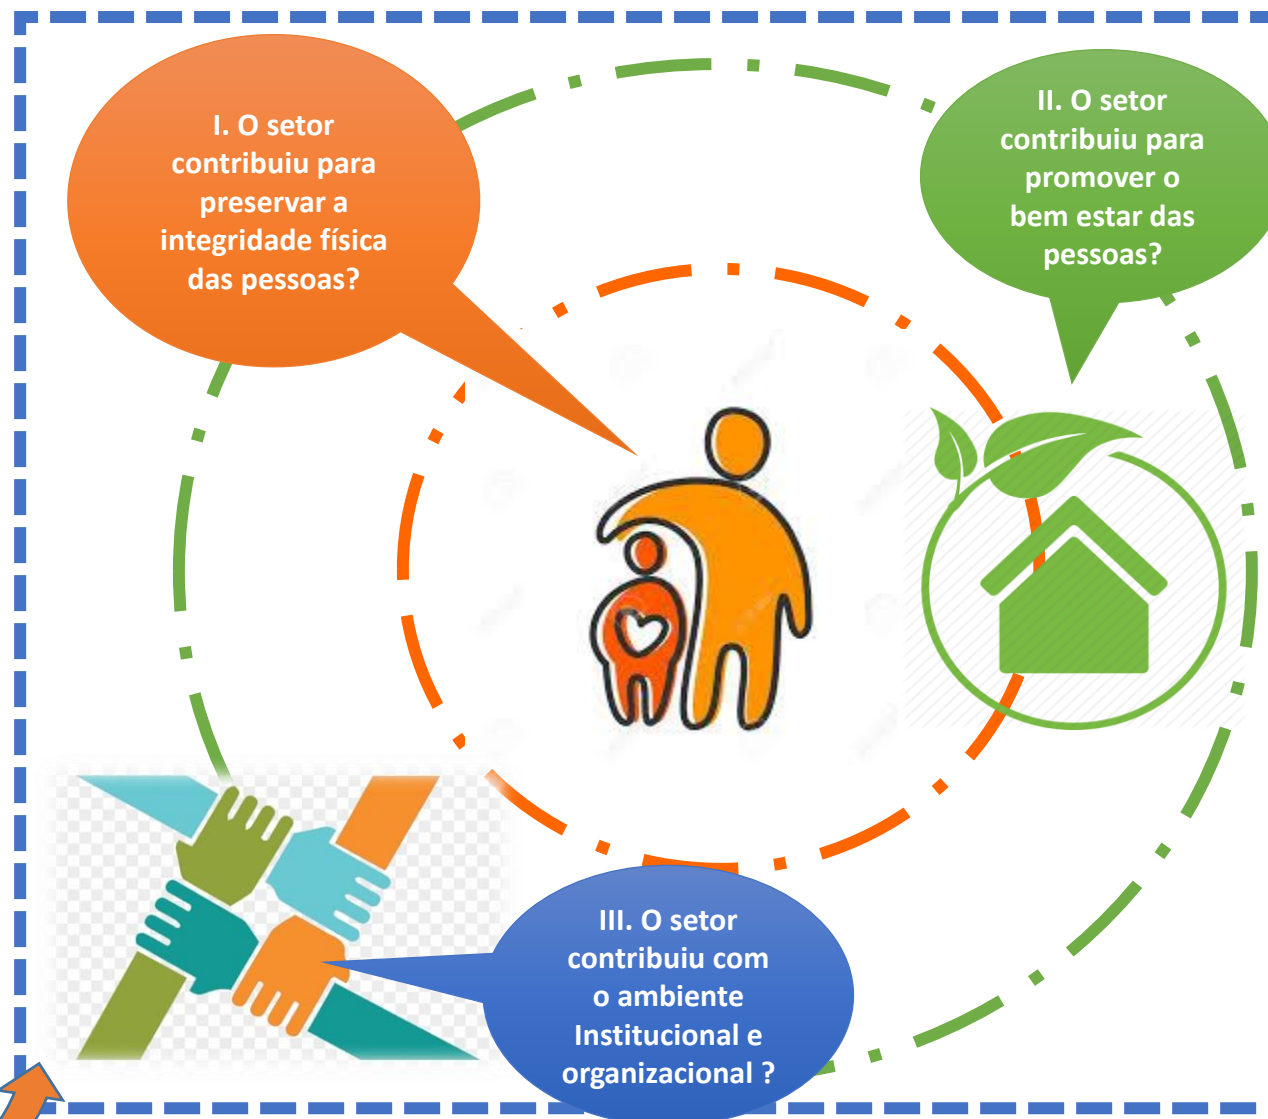 I. O setor
contribuiu para
preservar a
integridade física
das pessoas?
II. O setor
contribuiu para
promover o
bem estar das
pessoas?
III. O setor
contribuiu com
o ambiente
Institucional e
organizacional ?